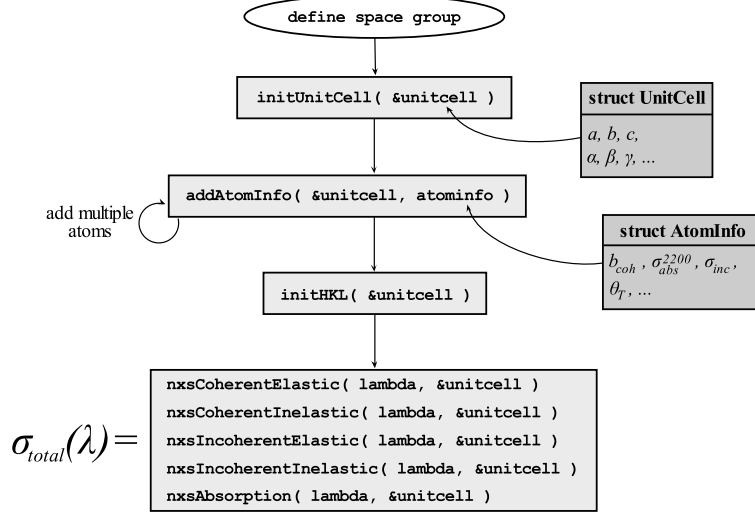 define space group
initUnitCell( &unitcell )
struct UnitCell
a, b, c,
α, β, γ, ...
addAtomInfo( &unitcell, atominfo )
add multiple
atoms
struct AtomInfo
b_coh , σ_abs^2200 , σ_inc ,
θ_T , ...
initHKL( &unitcell )
σ_total(λ) =
nxsCoherentElastic( lambda, &unitcell )
nxsCoherentInelastic( lambda, &unitcell )
nxsIncoherentElastic( lambda, &unitcell )
nxsIncoherentInelastic( lambda, &unitcell )
nxsAbsorption( lambda, &unitcell )